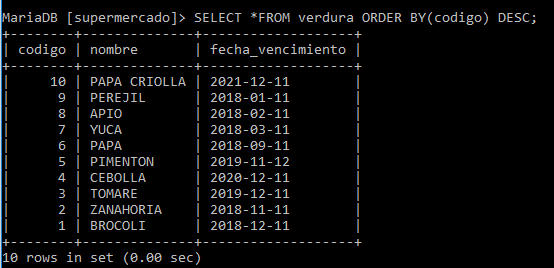 MariaDB [supermercado]> SELECT *FROM verdura ORDER BY(codigo) DESC;
+--------+--------------+-------------------+
| codigo | nombre | fecha_vencimiento |
+--------+--------------+-------------------+
| 10 | PAPA CRIOLLA | 2021-12-11 |
| 9 | PEREJIL | 2018-01-11 |
| 8 | APIO | 2018-02-11 |
| 7 | YUCA | 2018-03-11 |
| 6 | PAPA | 2018-09-11 |
| 5 | PIMENTON | 2019-11-12 |
| 4 | CEBOLLA | 2020-12-11 |
| 3 | TOMARE | 2019-12-11 |
| 2 | ZANAHORIA | 2018-11-11 |
| 1 | BROCOLI | 2018-12-11 |
+--------+--------------+-------------------+
10 rows in set (0.00 sec)